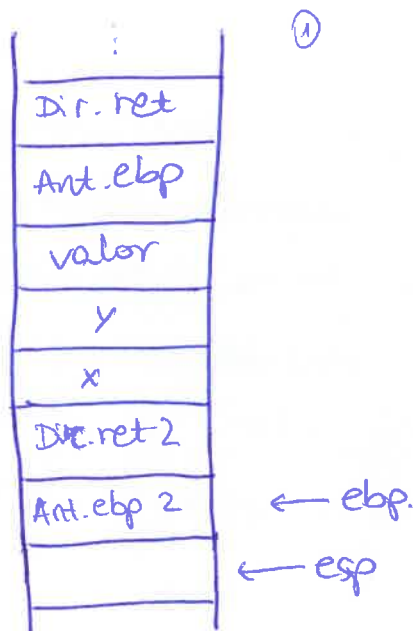 1
Dir. ret
Ant. ebp
valor
y
x
Dir. ret 2
Ant. ebp 2 ← ebp.
← esp